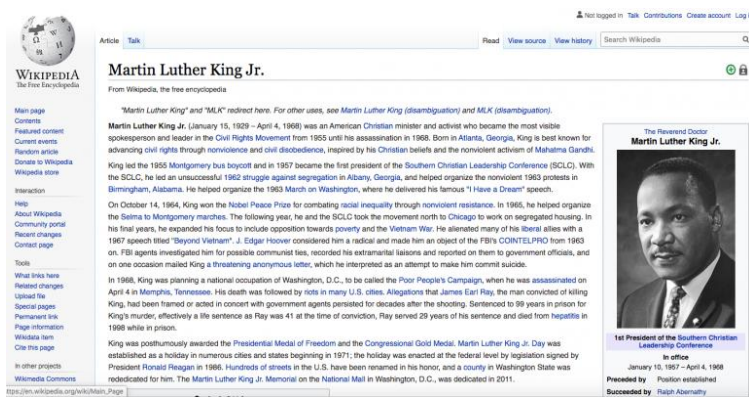 Not logged in Talk Contributions Create account Log
Article Talk
Read View source View history Search Wikipedia
WIKIPEDIA
The Free Encyclopedia
Main page
Contents
Featured content
Current events
Random article
Donate to Wikipedia
Wikipedia store
Interaction
Help
About Wikipedia
Community portal
Recent changes
Contact page
Tools
What links here
Related changes
Upload file
Special pages
Permanent link
Page information
Wikidata item
Cite this page
In other projects
Wikimedia Commons
https://en.wikipedia.org/wiki/Main_Page
Martin Luther King Jr.
From Wikipedia, the free encyclopedia
"Martin Luther King" and "MLK" redirect here. For other uses, see Martin Luther King (disambiguation) and MLK (disambiguation).
Martin Luther King Jr. (January 15, 1929 – April 4, 1968) was an American Christian minister and activist who became the most visible
spokesperson and leader in the Civil Rights Movement from 1955 until his assassination in 1968. Born in Atlanta, Georgia, King is best known for
advancing civil rights through nonviolence and civil disobedience, inspired by his Christian beliefs and the nonviolent activism of Mahatma Gandhi.
King led the 1955 Montgomery bus boycott and in 1957 became the first president of the Southern Christian Leadership Conference (SCLC). With
the SCLC, he led an unsuccessful 1962 struggle against segregation in Albany, Georgia, and helped organize the nonviolent 1963 protests in
Birmingham, Alabama. He helped organize the 1963 March on Washington, where he delivered his famous "I Have a Dream" speech.
On October 14, 1964, King won the Nobel Peace Prize for combating racial inequality through nonviolent resistance. In 1965, he helped organize
the Selma to Montgomery marches. The following year, he and the SCLC took the movement north to Chicago to work on segregated housing. In
his final years, he expanded his focus to include opposition towards poverty and the Vietnam War. He alienated many of his liberal allies with a
1967 speech titled "Beyond Vietnam". J. Edgar Hoover considered him a radical and made him an object of the FBI's COINTELPRO from 1963
on. FBI agents investigated him for possible communist ties, recorded his extramarital liaisons and reported on them to government officials, and
on one occasion mailed King a threatening anonymous letter, which he interpreted as an attempt to make him commit suicide.
In 1968, King was planning a national occupation of Washington, D.C., to be called the Poor People's Campaign, when he was assassinated on
April 4 in Memphis, Tennessee. His death was followed by riots in many U.S. cities. Allegations that James Earl Ray, the man convicted of killing
King, had been framed or acted in concert with government agents persisted for decades after the shooting. Sentenced to 99 years in prison for
King's murder, effectively a life sentence as Ray was 41 at the time of conviction, Ray served 29 years of his sentence and died from hepatitis in
1998 while in prison.
King was posthumously awarded the Presidential Medal of Freedom and the Congressional Gold Medal. Martin Luther King Jr. Day was
established as a holiday in numerous cities and states beginning in 1971; the holiday was enacted at the federal level by legislation signed by
President Ronald Reagan in 1986. Hundreds of streets in the U.S. have been renamed in his honor, and a county in Washington State was
rededicated for him. The Martin Luther King Jr. Memorial on the National Mall in Washington, D.C., was dedicated in 2011.
The Reverend Doctor
Martin Luther King Jr.
1st President of the Southern Christian
Leadership Conference
In office
January 10, 1957 – April 4, 1968
Preceded by Position established
Succeeded by Ralph Abernathy